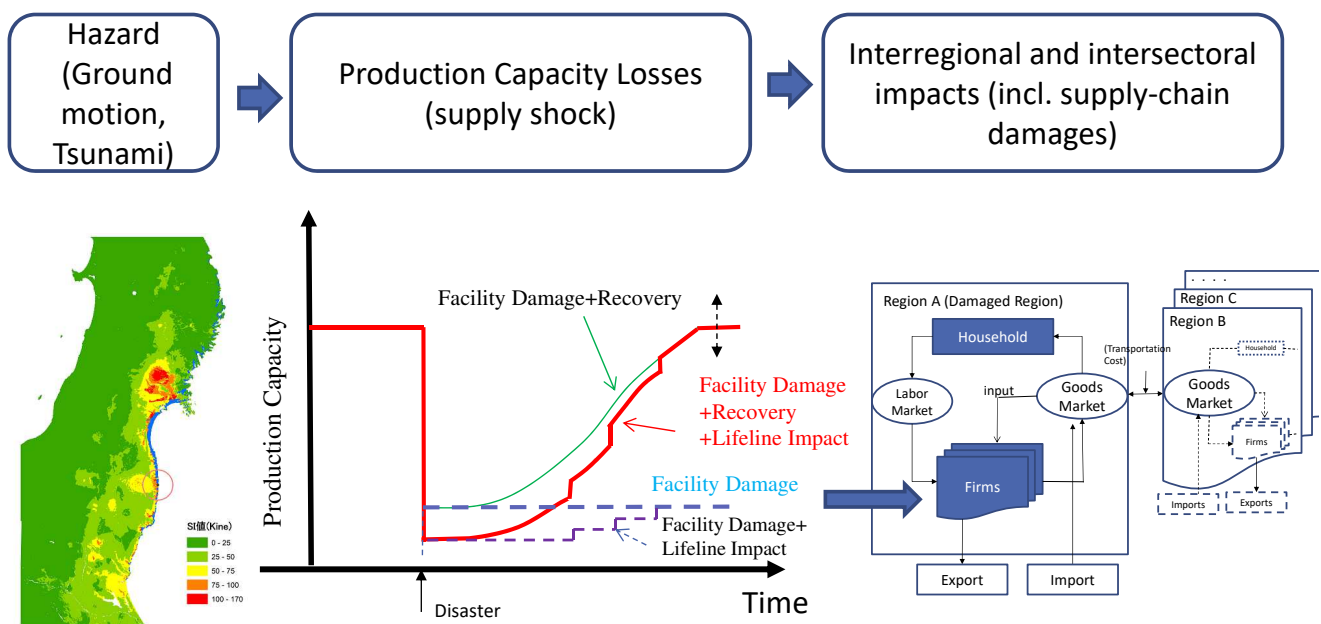 Hazard
(Ground
motion,
Tsunami)
Production Capacity Losses
(supply shock)
Interregional and intersectoral
impacts (incl. supply-chain
damages)
SI値(Kine)
0 - 25
25 - 50
50 - 75
75 - 100
100 - 170
Production Capacity
Facility Damage+Recovery
Facility Damage
+Recovery
+Lifeline Impact
Facility Damage
Facility Damage+
Lifeline Impact
Disaster
Time
Region A (Damaged Region)
Household
Labor
Market
input
Goods
Market
Firms
Export
Import
(Transportation
Cost)
. . . .
Region C
Region B
Household
Goods
Market
Firms
Imports
Exports